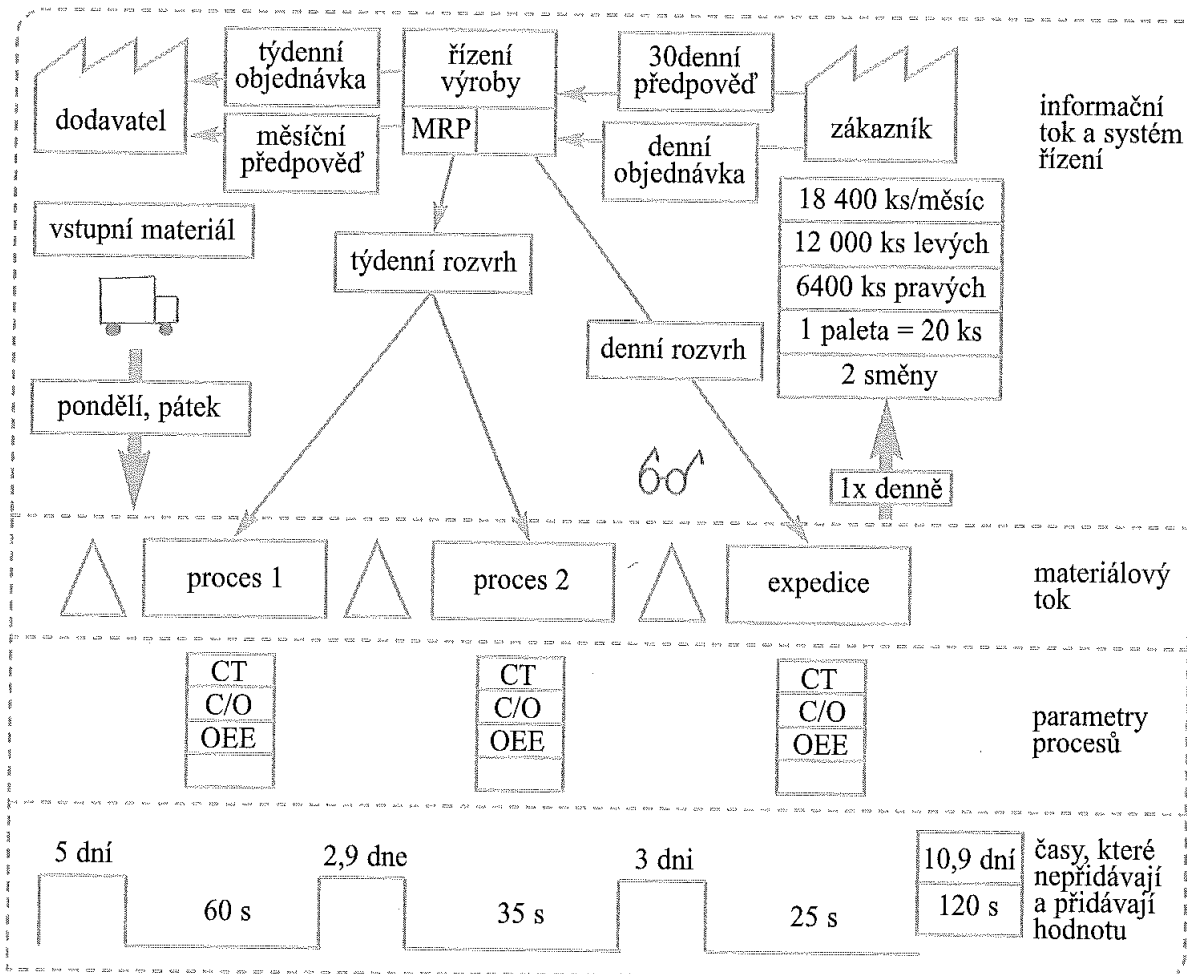 týdenní
objednávka
řízení
výroby
30denní
předpověď
dodavatel
měsíční
předpověď
MRP
denní
objednávka
zákazník
informační
tok a systém
řízení
vstupní materiál
týdenní rozvrh
18 400 ks/měsíc
12 000 ks levých
6400 ks pravých
1 paleta = 20 ks
2 směny
denní rozvrh
pondělí, pátek
1x denně
proces 1
proces 2
expedice
materiálový
tok
CT
C/O
OEE
CT
C/O
OEE
CT
C/O
OEE
parametry
procesů
5 dní
60 s
2,9 dne
35 s
3 dni
25 s
10,9 dní
120 s
časy, které
nepřidávají
a přidávají
hodnotu